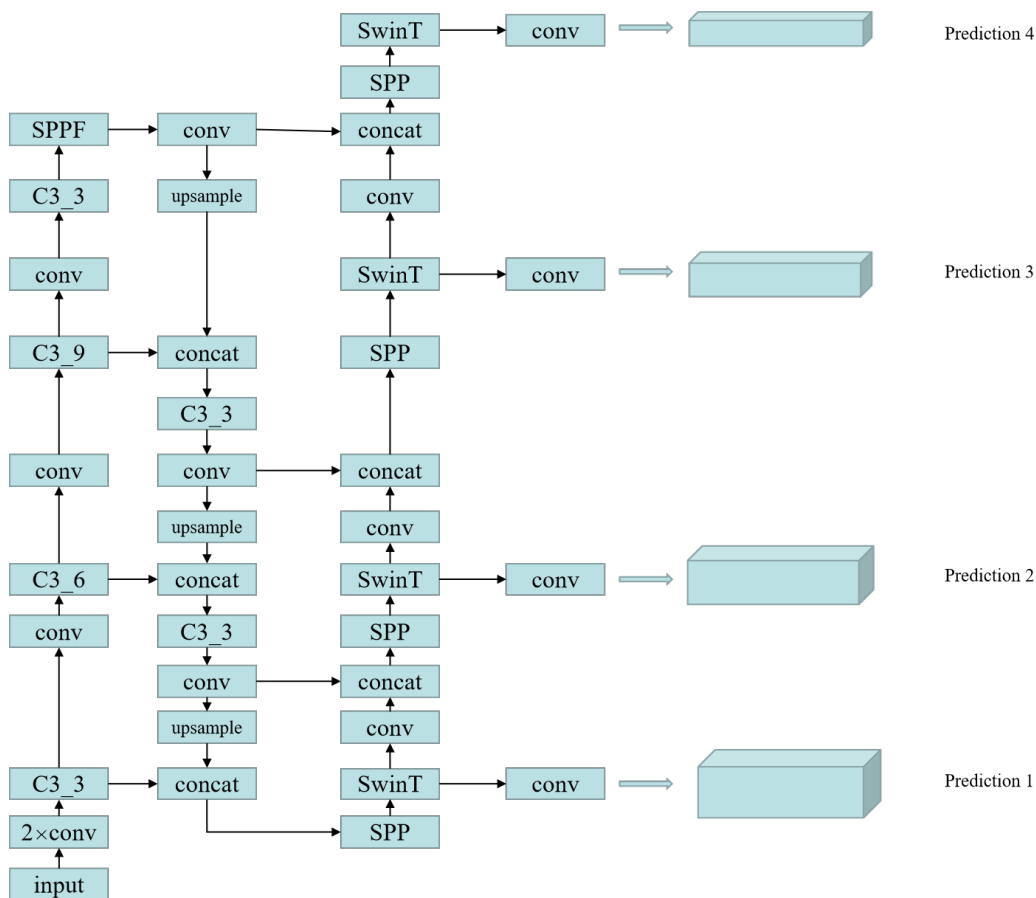 SwinT
conv
Prediction 4
SPP
SPPF
conv
concat
C3_3
upsample
conv
conv
SwinT
conv
Prediction 3
C3_9
concat
SPP
C3_3
conv
conv
concat
upsample
conv
C3_6
concat
SwinT
conv
Prediction 2
conv
C3_3
SPP
conv
concat
upsample
conv
C3_3
concat
SwinT
conv
Prediction 1
2×conv
SPP
input